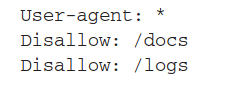 User-agent: *
Disallow: /docs
Disallow: /logs